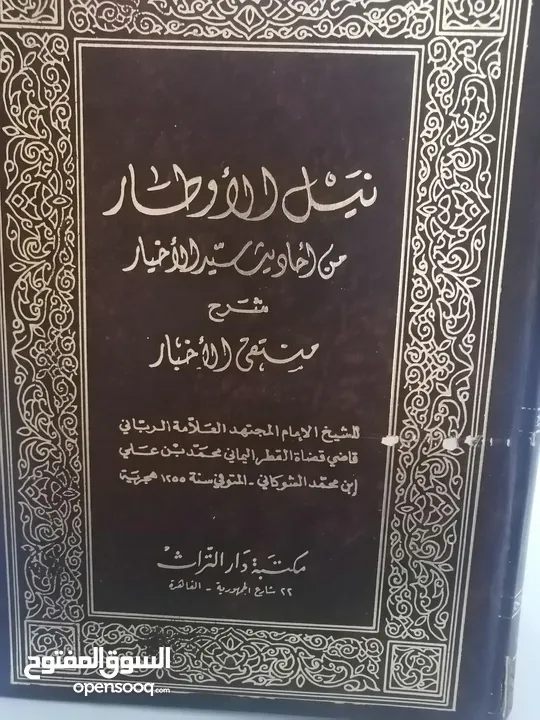 نيل الأوطار
من أحاديث سيد الأخيار
شرح
منتقى الأخبار
للشيخ الإمام المجتهد العلامة الرباني
قاضي قضاة القطر اليماني محمد بن علي
ابن محمد الشوكاني - المتوفي سنة ١٢٥٥ هجرية
مكتبة دار التراث
٢٢ شارع الجمهورية - القاهرة
السوق المفتوح
opensooq.com